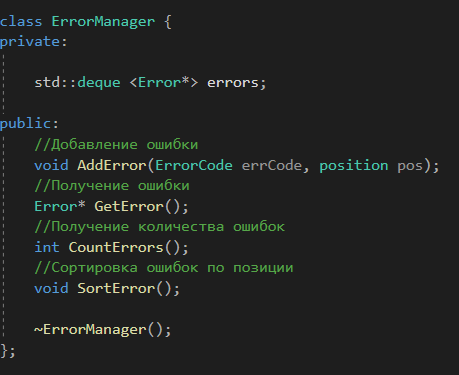 class ErrorManager {
private:
std::deque <Error*> errors;
public:
//Добавление ошибки
void AddError(ErrorCode errCode, position pos);
//Получение ошибки
Error* GetError();
//Получение количества ошибок
int CountErrors();
//Сортировка ошибок по позиции
void SortError();
~ErrorManager();
};